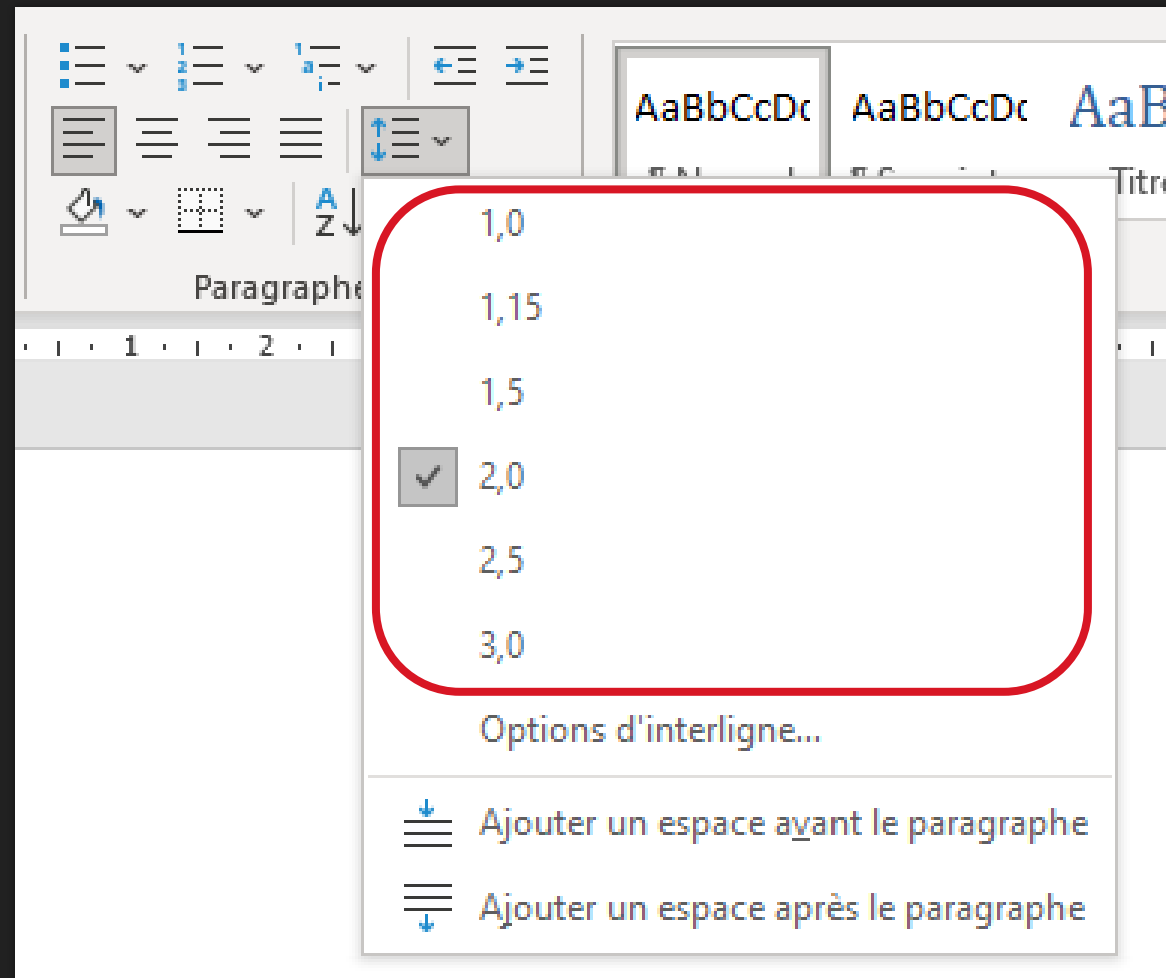 AaBbCcDc AaBbCcDc AaB
Titre
Paragraphe
1 2
1,0
1,15
1,5
2,0
2,5
3,0
Options d'interligne...
Ajouter un espace avant le paragraphe
Ajouter un espace après le paragraphe